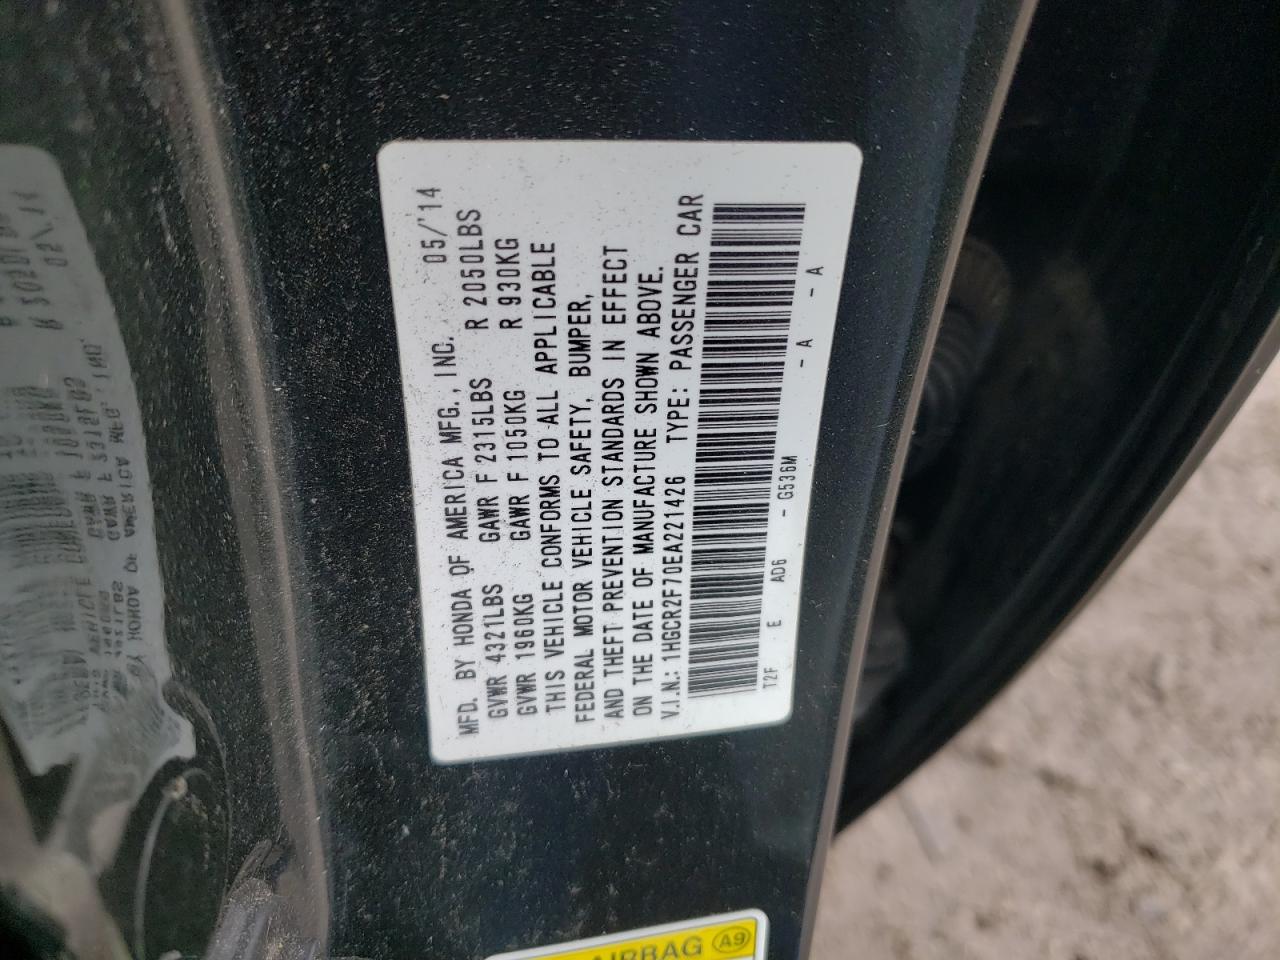 MFD. BY HONDA OF AMERICA MFG., INC. 05/'14
GVWR 4321LBS GAWR F 2315LBS R 2050LBS
GVWR 1960KG GAWR F 1050KG R 930KG
THIS VEHICLE CONFORMS TO ALL APPLICABLE
FEDERAL MOTOR VEHICLE SAFETY, BUMPER,
AND THEFT PREVENTION STANDARDS IN EFFECT
ON THE DATE OF MANUFACTURE SHOWN ABOVE.
V.I.N.: 1HGCR2F70EA221426 TYPE: PASSENGER CAR
T2F E AD6 - G536M - A - A
AIRBAG A9